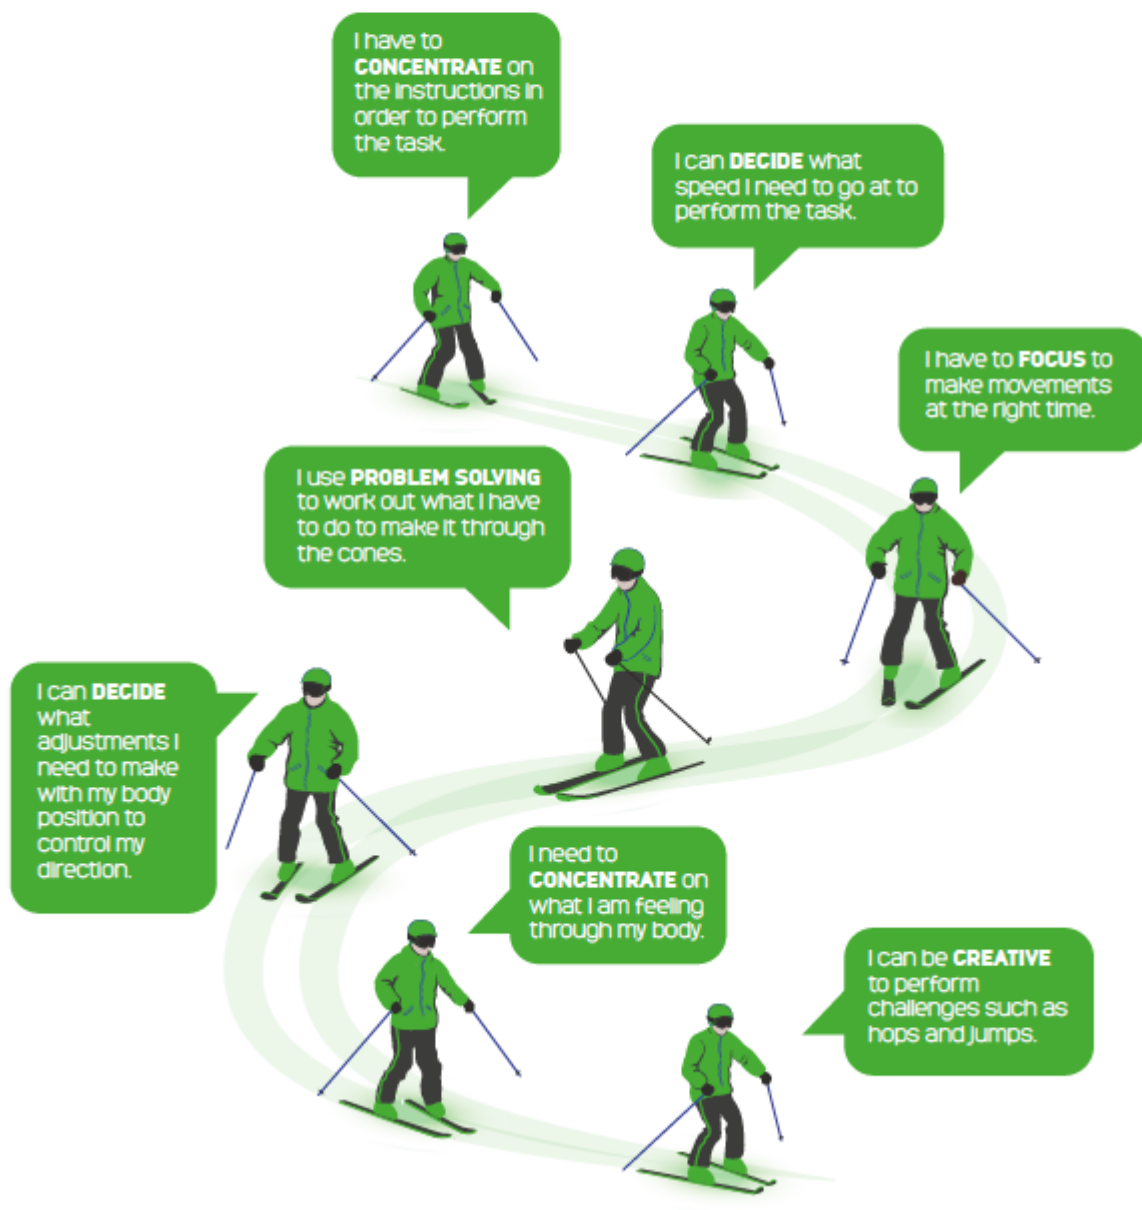 I have to
CONCENTRATE on
the instructions in
order to perform
the task.
I can DECIDE what
speed I need to go at to
perform the task.
I have to FOCUS to
make movements
at the right time.
I use PROBLEM SOLVING
to work out what I have
to do to make it through
the cones.
I can DECIDE
what
adjustments I
need to make
with my body
position to
control my
direction.
I need to
CONCENTRATE on
what I am feeling
through my body.
I can be CREATIVE
to perform
challenges such as
hops and jumps.